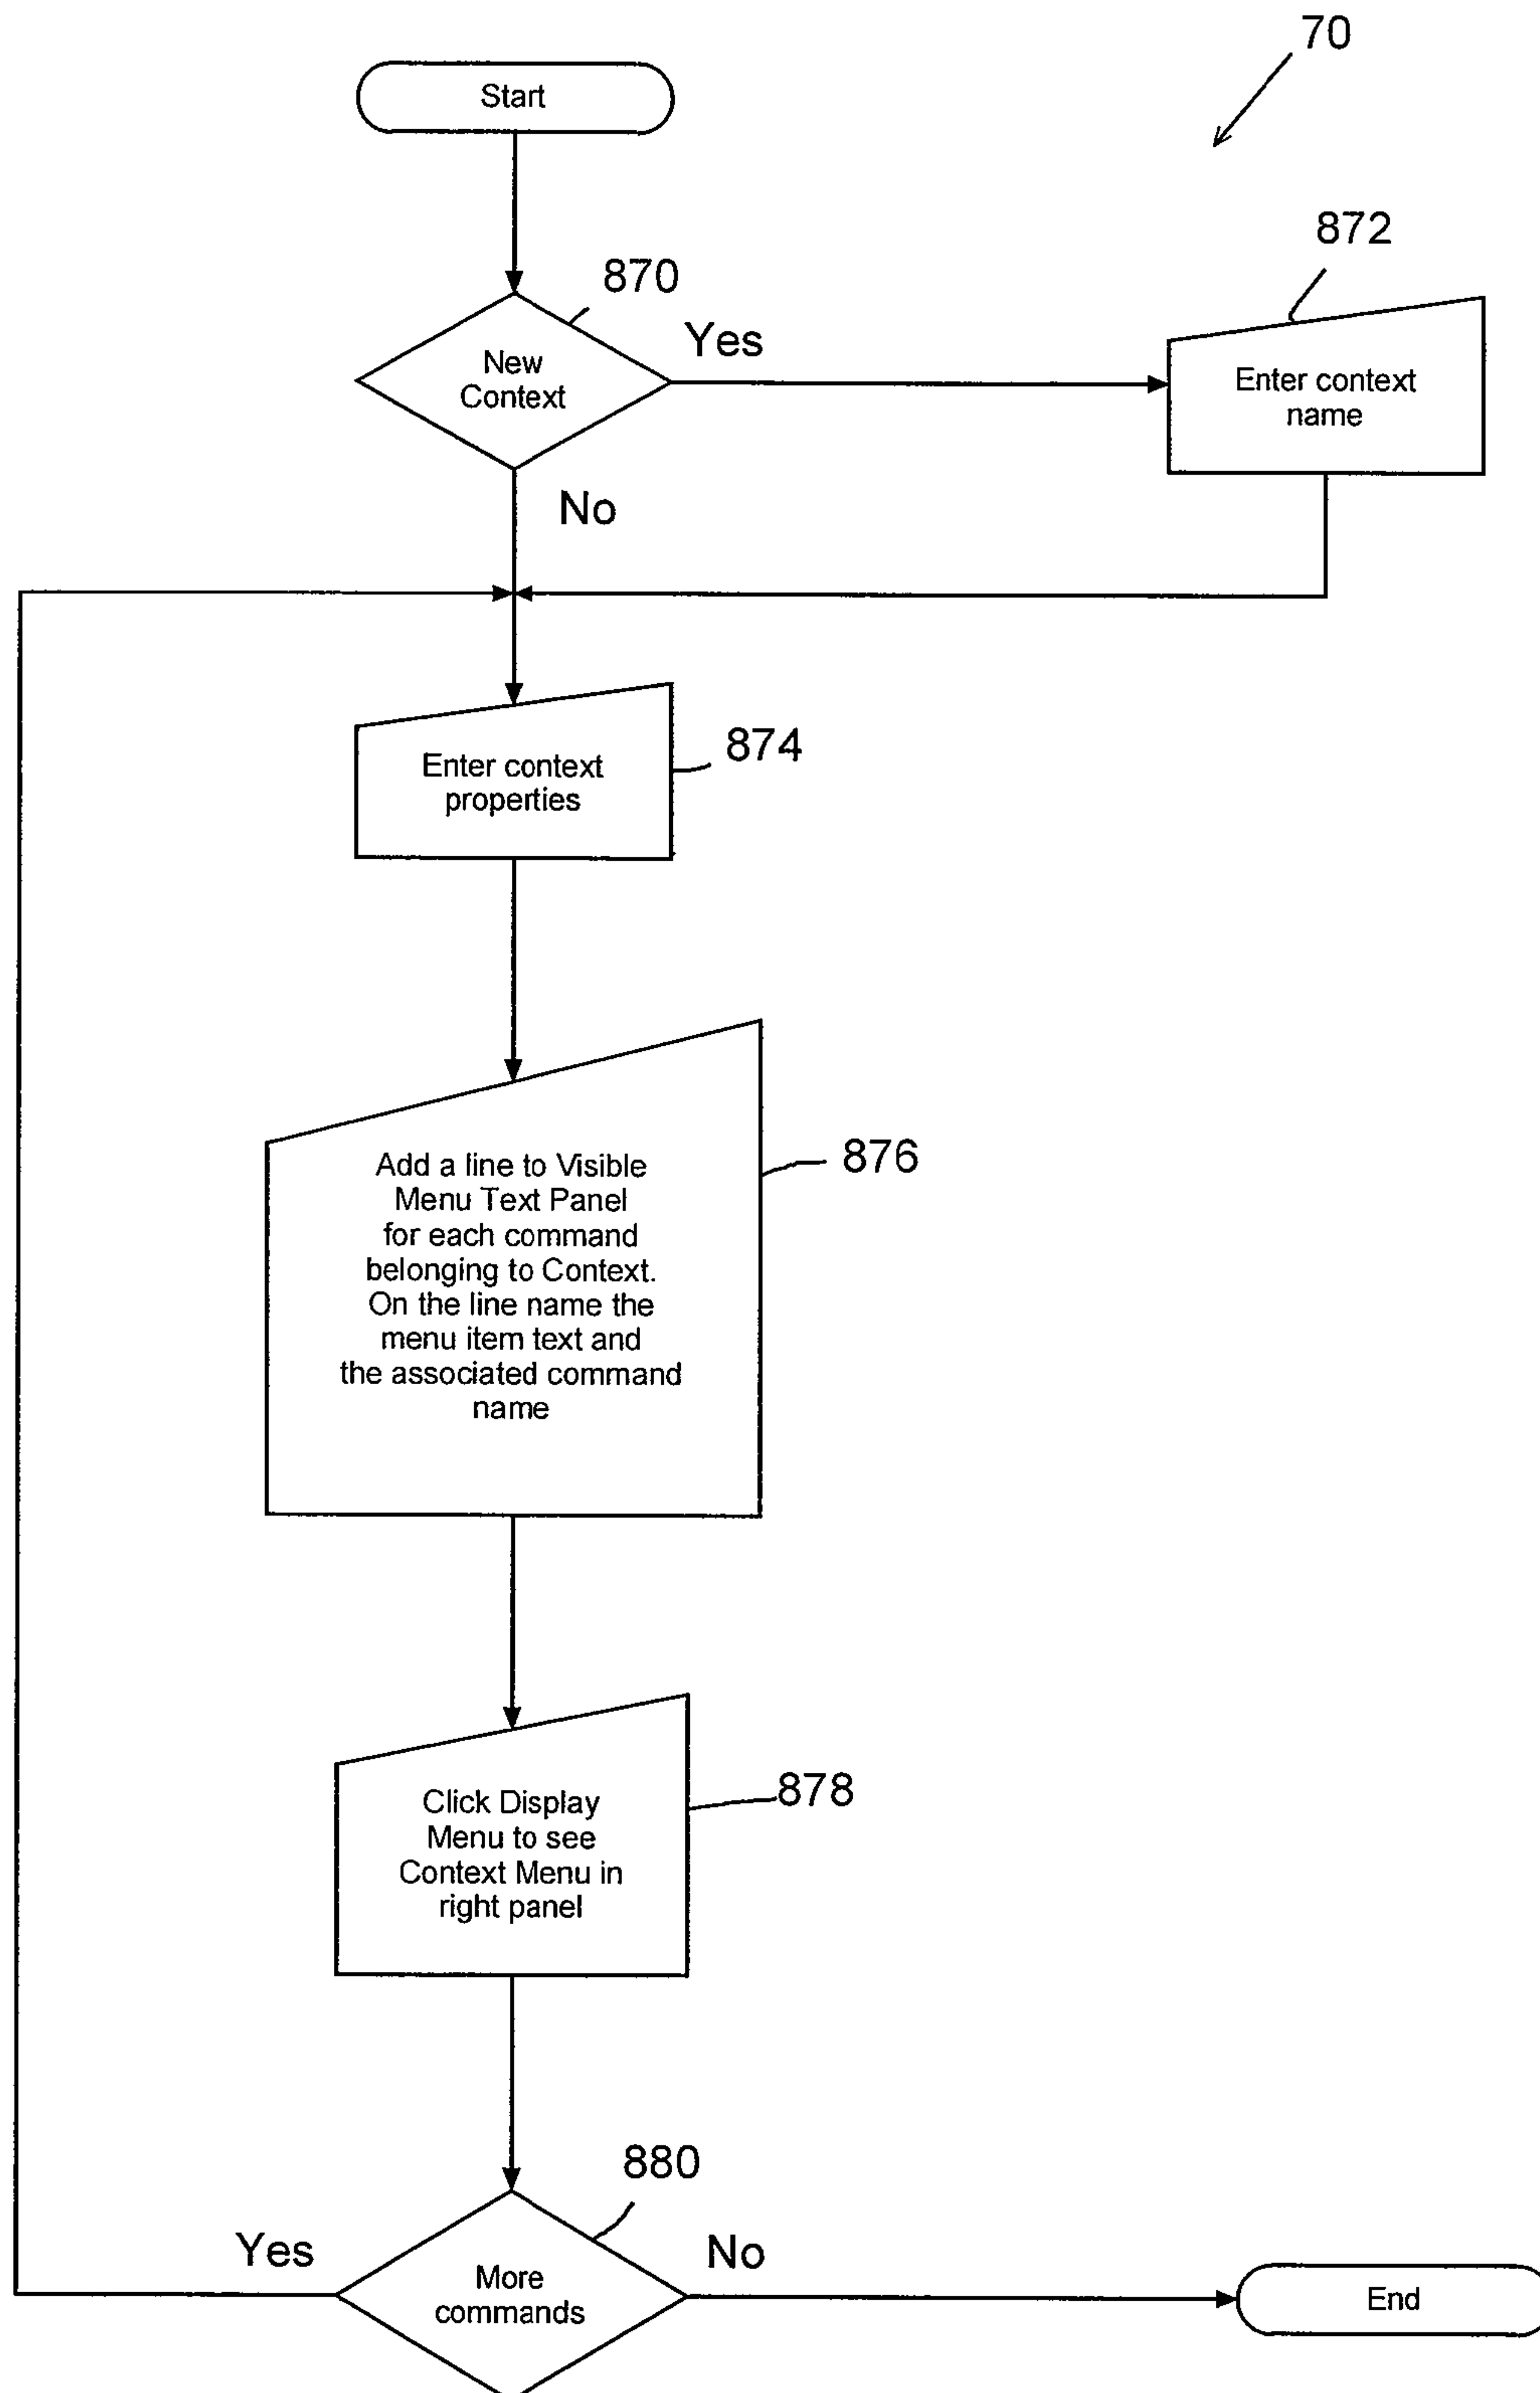 70
Start
870
New
Context
Yes
872
Enter context
name
No
Enter context
properties
874
Add a line to Visible
Menu Text Panel
for each command
belonging to Context.
On the line name the
menu item text and
the associated command
name
876
Click Display
Menu to see
Context Menu in
right panel
878
880
Yes
More
commands
No
End